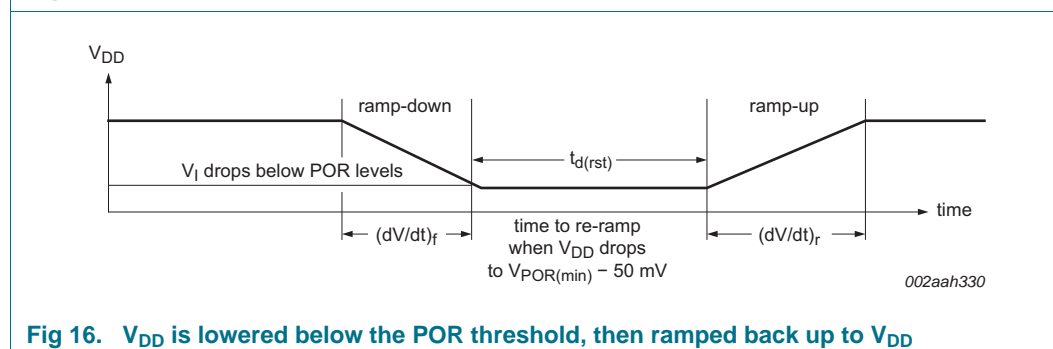 V_DD
ramp-down
ramp-up
t_d(rst)
V_I drops below POR levels
time
(dV/dt)_f
time to re-ramp
when V_DD drops
to V_POR(min) − 50 mV
(dV/dt)_r
002aah330
Fig 16. V_DD is lowered below the POR threshold, then ramped back up to V_DD